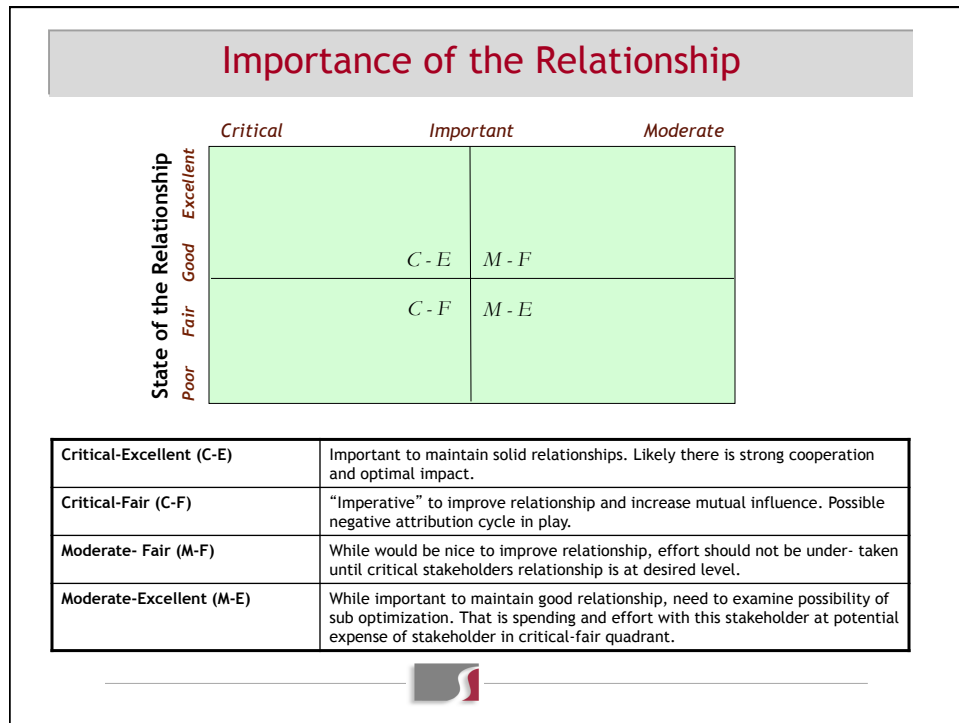 Importance of the Relationship
Critical Important Moderate
State of the Relationship
Excellent
Good
Fair
Poor
C - E M - F
C - F M - E
Critical-Excellent (C-E)
Important to maintain solid relationships. Likely there is strong cooperation
and optimal impact.
Critical-Fair (C-F)
“Imperative” to improve relationship and increase mutual influence. Possible
negative attribution cycle in play.
Moderate- Fair (M-F)
While would be nice to improve relationship, effort should not be under- taken
until critical stakeholders relationship is at desired level.
Moderate-Excellent (M-E)
While important to maintain good relationship, need to examine possibility of
sub optimization. That is spending and effort with this stakeholder at potential
expense of stakeholder in critical-fair quadrant.